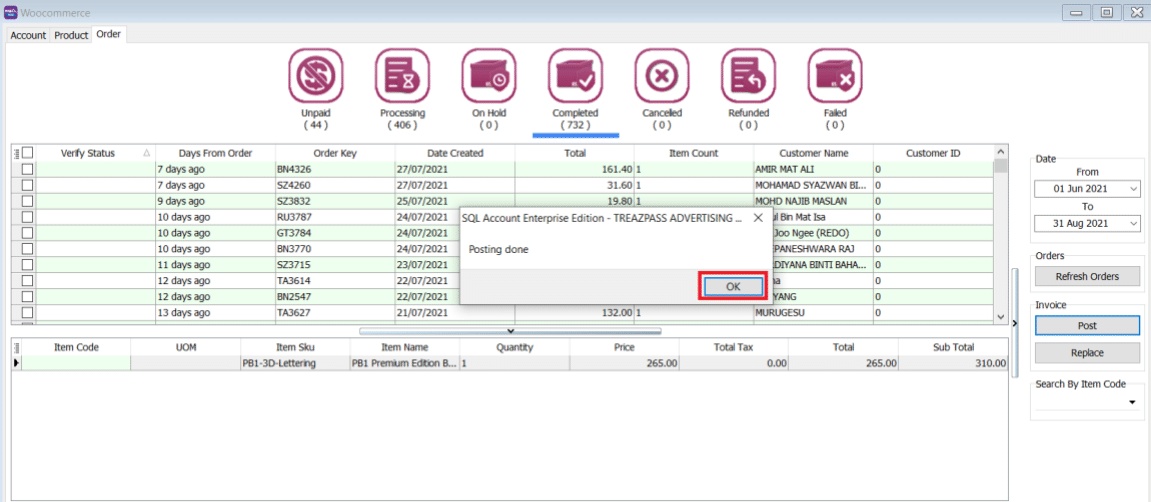 Woocommerce
Account Product Order
Unpaid
( 44 )
Processing
( 406 )
On Hold
( 0 )
Completed
( 732 )
Cancelled
( 0 )
Refunded
( 0 )
Failed
( 0 )
Verify Status Days From Order Order Key Date Created Total Item Count Customer Name Customer ID
7 days ago BN4326 27/07/2021 161.40 1 AMIR MAT ALI 0
7 days ago SZ4260 27/07/2021 31.60 1 MOHAMAD SYAZWAN BI... 0
9 days ago SZ3832 25/07/2021 19.80 1 MOHD NAJIB MASLAN 0
10 days ago RU3787 24/07/2021 Bin Mat Isa 0
10 days ago GT3784 24/07/2021 Joo Ngee (REDO) 0
10 days ago BN3770 24/07/2021 PANESHWARA RAJ 0
11 days ago SZ3715 23/07/2021 DIYANA BINTI BAHA... 0
12 days ago TA3614 22/07/2021 0
12 days ago BN2547 22/07/2021 YANG 0
13 days ago TA3627 21/07/2021 132.00 1 MURUGESU 0
SQL Account Enterprise Edition - TREAZPASS ADVERTISING ...
Posting done
OK
Item Code UOM Item Sku Item Name Quantity Price Total Tax Total Sub Total
PB1-3D-Lettering PB1 Premium Edition B... 1 265.00 0.00 265.00 310.00
Date
From
01 Jun 2021
To
31 Aug 2021
Orders
Refresh Orders
Invoice
Post
Replace
Search By Item Code